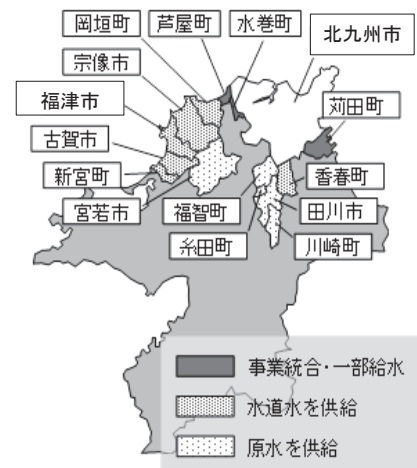 岡垣町 芦屋町 水巻町
北九州市
宗像市
福津市
苅田町
古賀市
新宮町
香春町
宮若市 福智町 田川市
糸田町 川崎町
事業統合・一部給水
水道水を供給
原水を供給